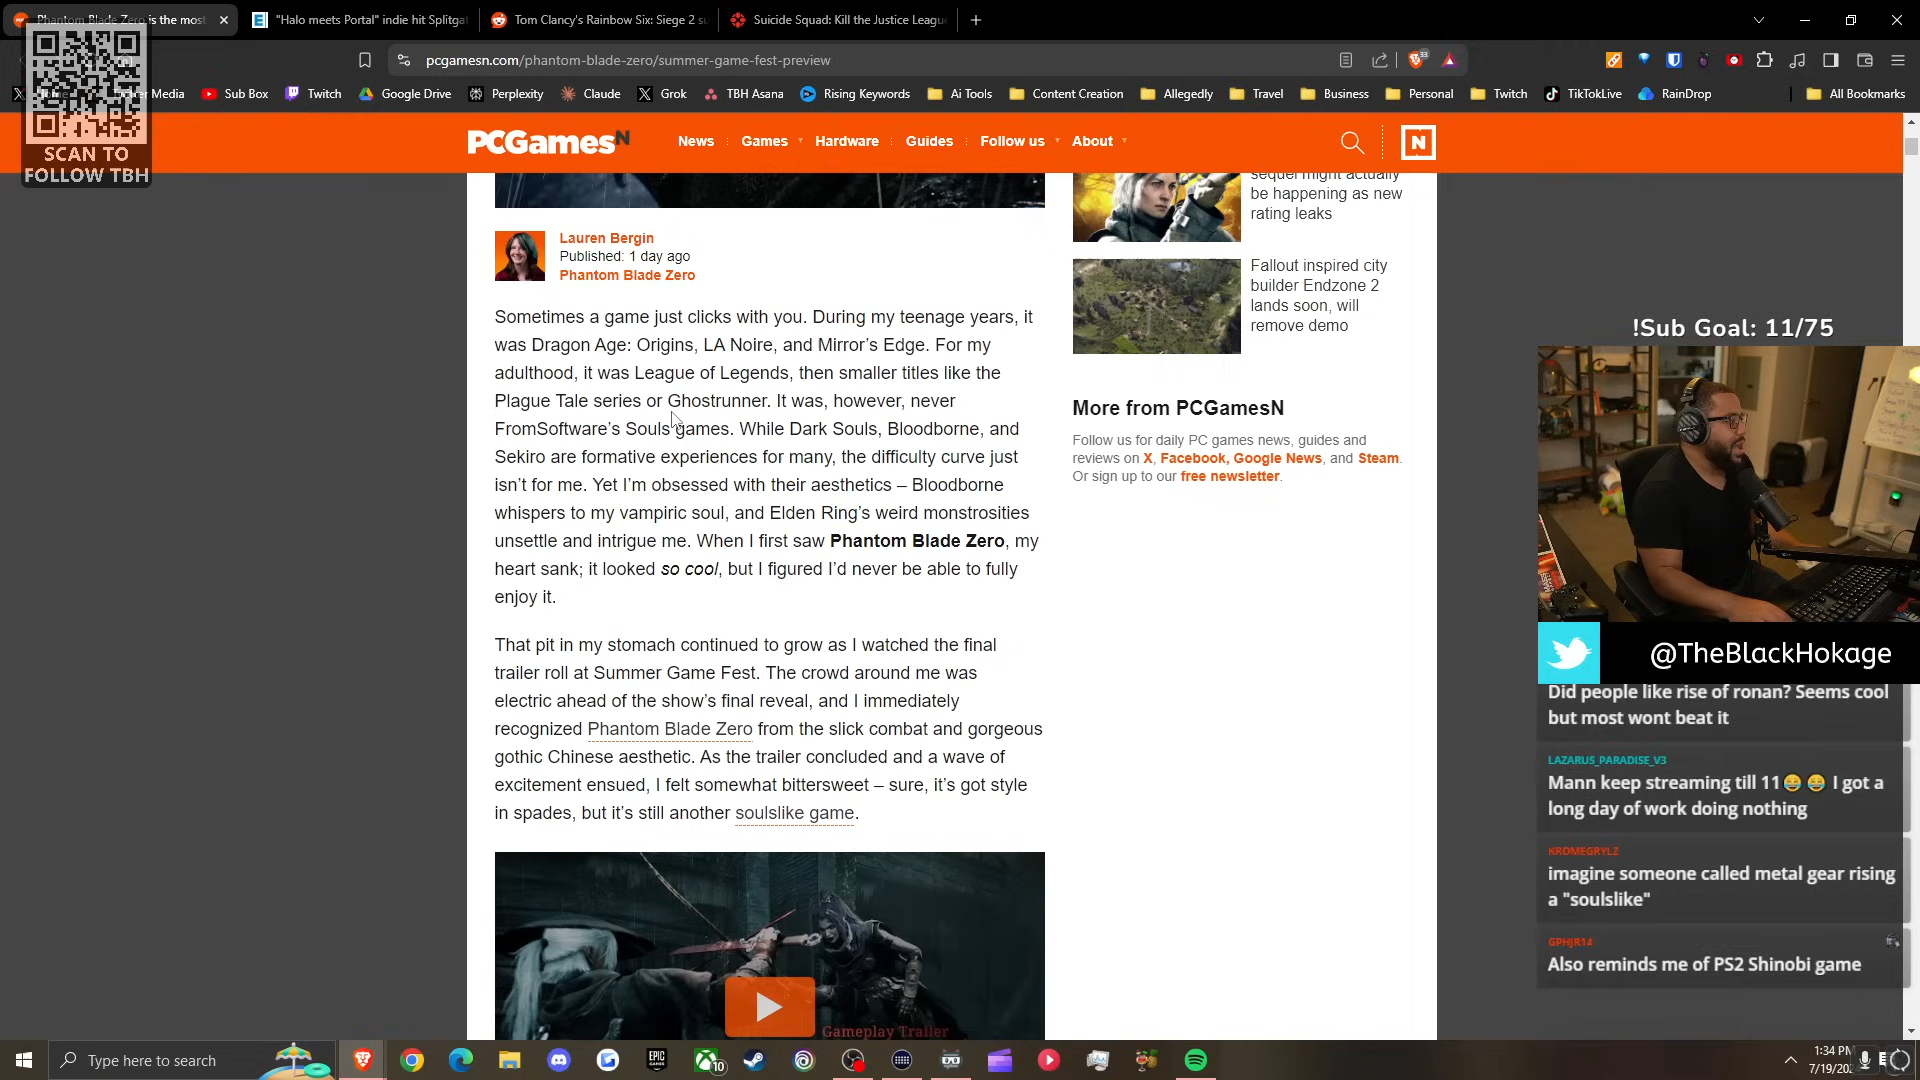 Phantom Blade Zero is the most
"Halo meets Portal" indie hit Splitgat
Tom Clancy's Rainbow Six: Siege 2 su
Suicide Squad: Kill the Justice Leagu
pcgamesn.com/phantom-blade-zero/summer-game-fest-preview
33
Media
Sub Box
Twitch
Google Drive
Perplexity
Claude
Grok
TBH Asana
Rising Keywords
Ai Tools
Content Creation
Allegedly
Travel
Business
Personal
Twitch
TikTokLive
RainDrop
All Bookmarks
SCAN TO
FOLLOW TBH
PCGamesN
News
Games
Hardware
Guides
Follow us
About
N
Lauren Bergin
Published: 1 day ago
Phantom Blade Zero
Sometimes a game just clicks with you. During my teenage years, it
was Dragon Age: Origins, LA Noire, and Mirror's Edge. For my
adulthood, it was League of Legends, then smaller titles like the
Plague Tale series or Ghostrunner. It was, however, never
FromSoftware's Souls games. While Dark Souls, Bloodborne, and
Sekiro are formative experiences for many, the difficulty curve just
isn't for me. Yet I'm obsessed with their aesthetics – Bloodborne
whispers to my vampiric soul, and Elden Ring's weird monstrosities
unsettle and intrigue me. When I first saw Phantom Blade Zero, my
heart sank; it looked so cool, but I figured I'd never be able to fully
enjoy it.
That pit in my stomach continued to grow as I watched the final
trailer roll at Summer Game Fest. The crowd around me was
electric ahead of the show's final reveal, and I immediately
recognized Phantom Blade Zero from the slick combat and gorgeous
gothic Chinese aesthetic. As the trailer concluded and a wave of
excitement ensued, I felt somewhat bittersweet – sure, it's got style
in spades, but it's still another soulslike game.
Gameplay Trailer
sequel might actually
be happening as new
rating leaks
Fallout inspired city
builder Endzone 2
lands soon, will
remove demo
More from PCGamesN
Follow us for daily PC games news, guides and
reviews on X, Facebook, Google News, and Steam.
Or sign up to our free newsletter.
!Sub Goal: 11/75
@TheBlackHokage
Did people like rise of ronan? Seems cool
but most wont beat it
LAZARUS_PARADISE_V3
Mann keep streaming till 11😂 😂 I got a
long day of work doing nothing
KROMEGRYLZ
imagine someone called metal gear rising
a "soulslike"
GPHJR14
Also reminds me of PS2 Shinobi game
Type here to search
EPIC
GAMES
10
1:34 PM
7/19/20